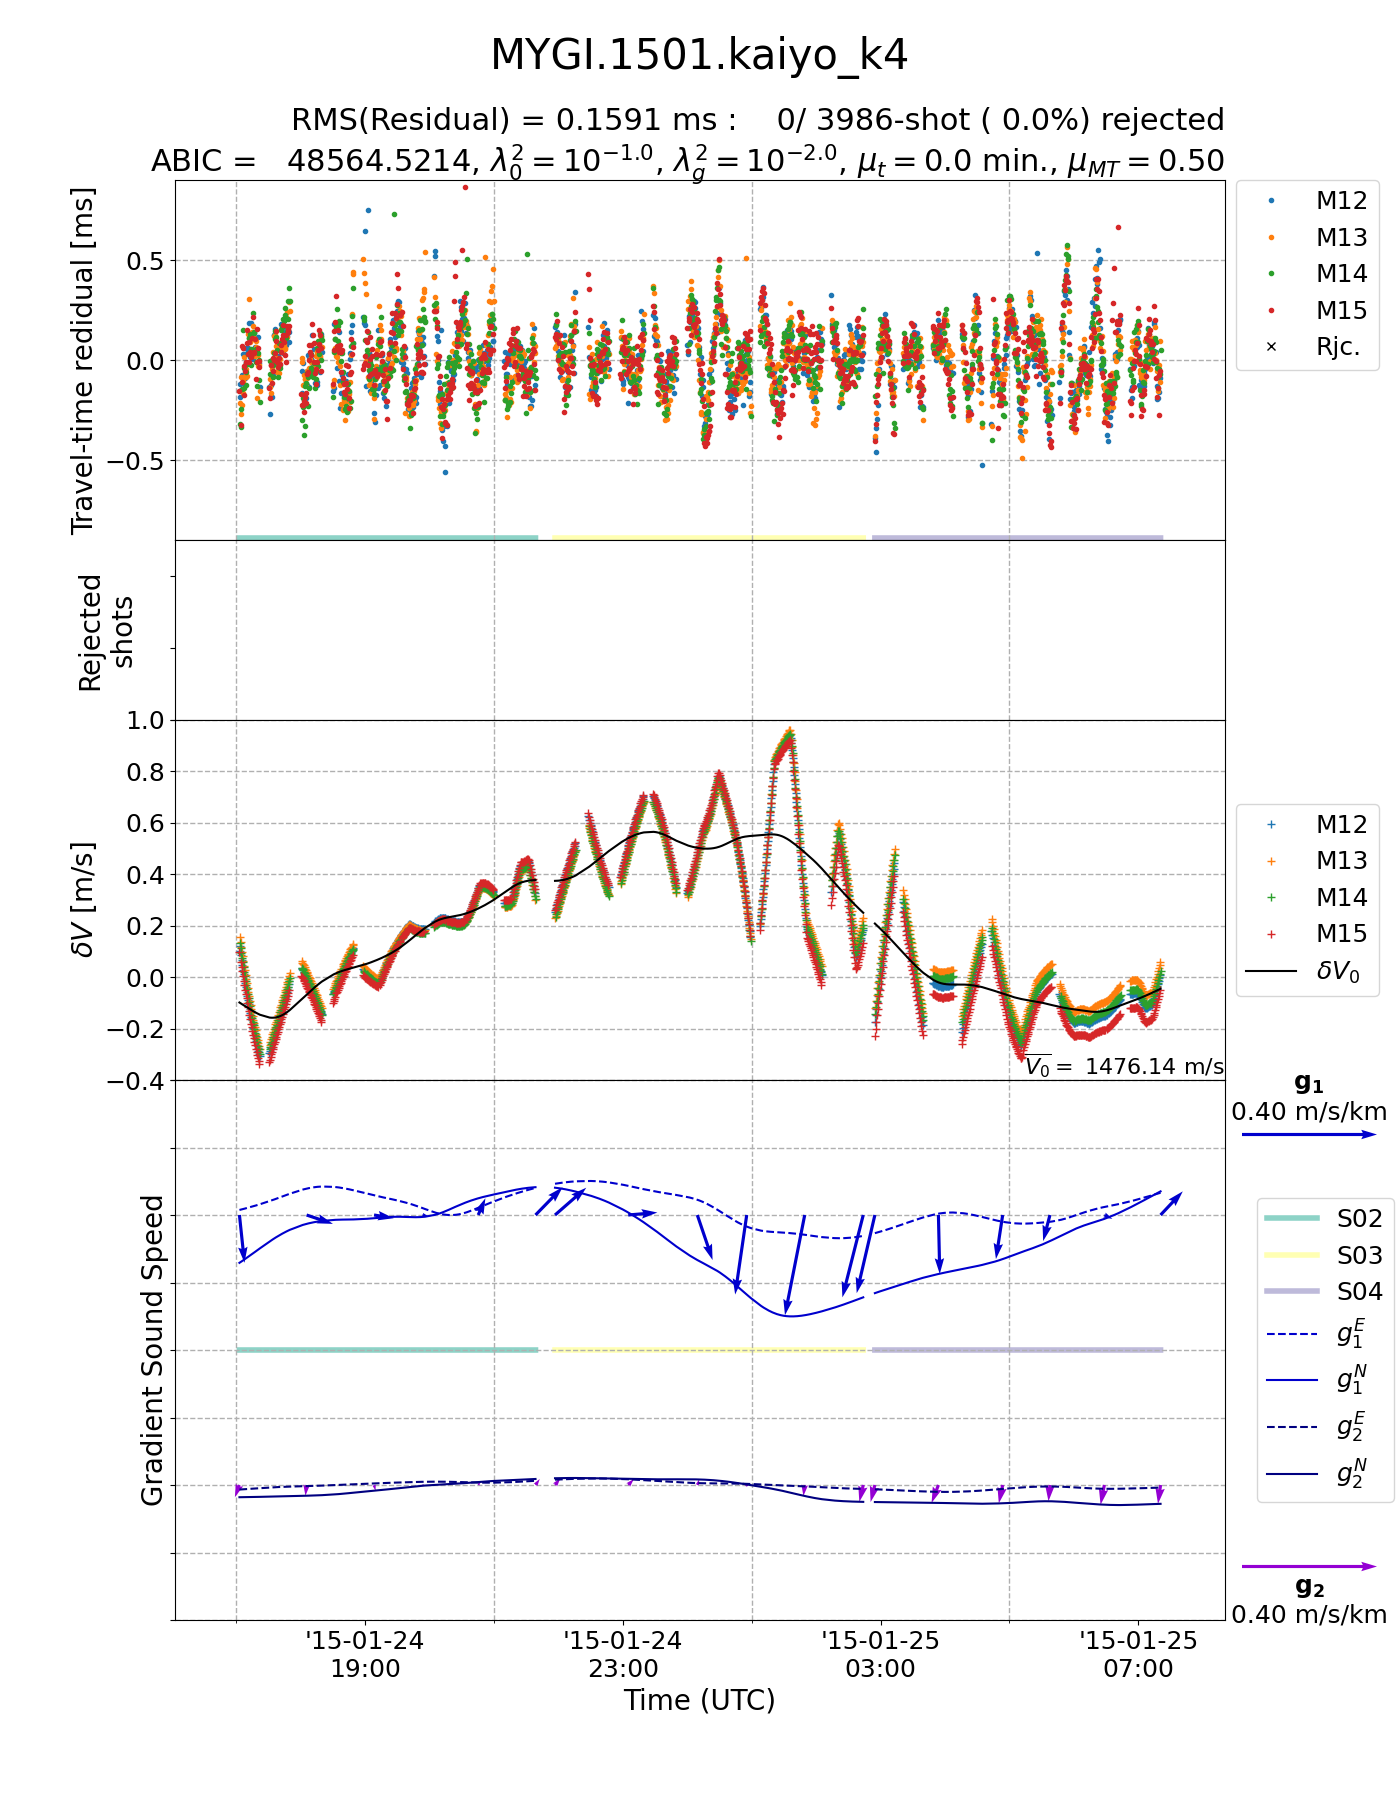 MYGI.1501.kaiyo_k4
RMS(Residual) = 0.1591 ms :    0/ 3986-shot ( 0.0%) rejected
ABIC =   48564.5214, λ₀² = 10^−1.0, λ_g² = 10^−2.0, μ_t = 0.0 min., μ_MT = 0.50
Travel-time redidual [ms]
0.5
0.0
−0.5
M12
M13
M14
M15
Rjc.
Rejected
shots
δV [m/s]
1.0
0.8
0.6
0.4
0.2
0.0
−0.2
−0.4
M12
M13
M14
M15
δV₀
V̅₀ = 1476.14 m/s
Gradient Sound Speed
g₁
0.40 m/s/km
S02
S03
S04
g₁^E
g₁^N
g₂^E
g₂^N
g₂
0.40 m/s/km
'15-01-24
19:00
'15-01-24
23:00
'15-01-25
03:00
'15-01-25
07:00
Time (UTC)